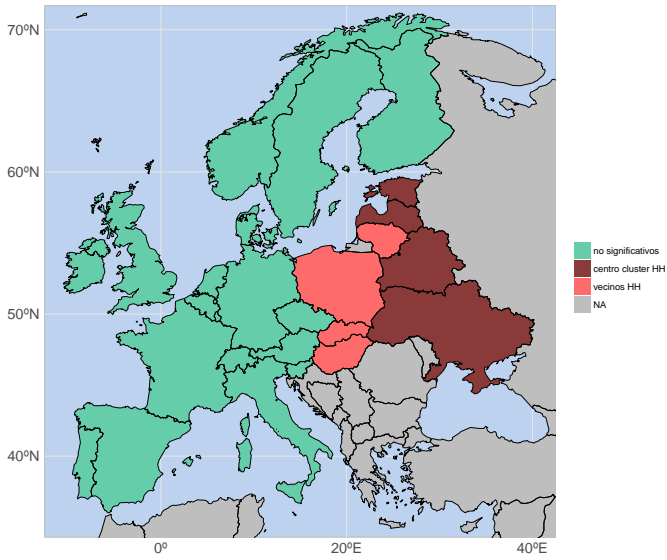 70ºN
60ºN
50ºN
40ºN
0º
20ºE
40ºE
no significativos
centro cluster HH
vecinos HH
NA